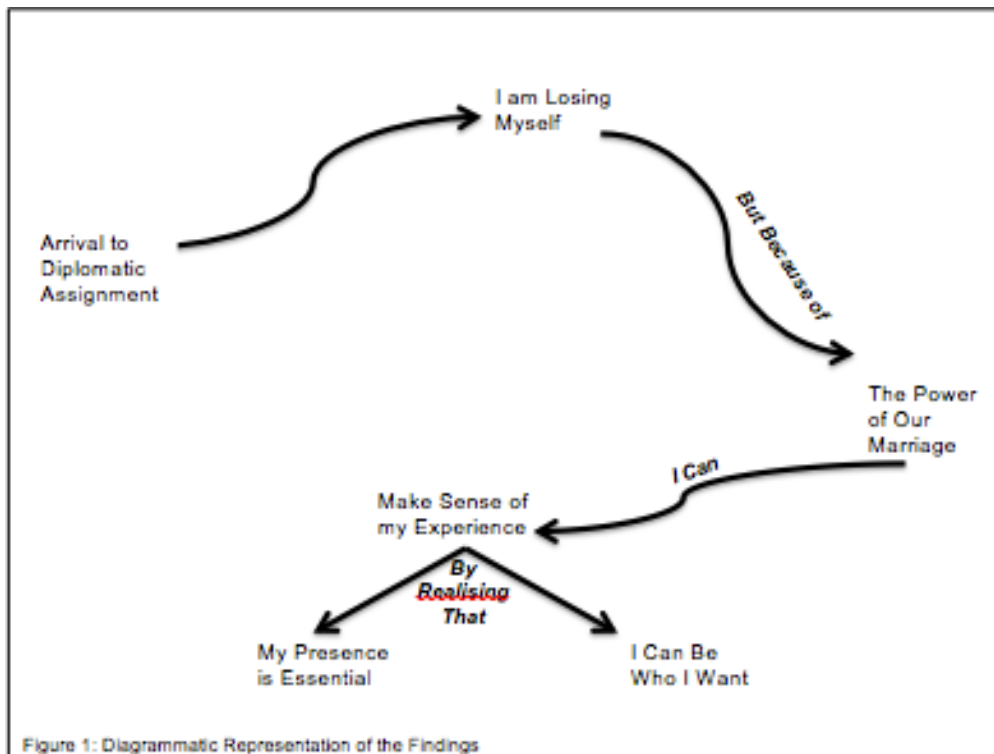 I am Losing
Myself
Arrival to
Diplomatic
Assignment
But Because of
The Power
of Our
Marriage
I Can
Make Sense of
my Experience
By
Realising
That
My Presence
is Essential
I Can Be
Who I Want
Figure 1: Diagrammatic Representation of the Findings